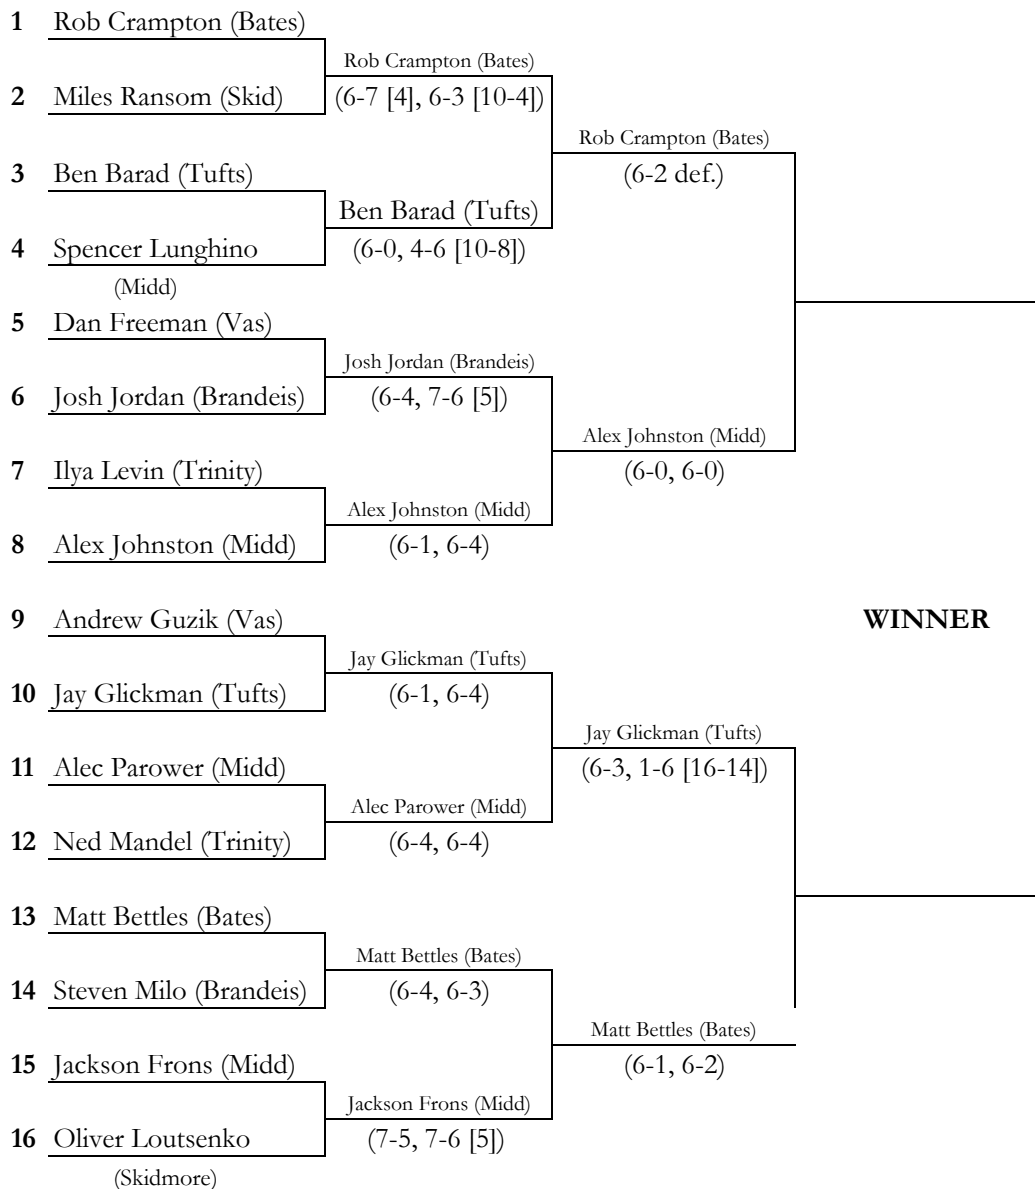 1 Rob Crampton (Bates)
Rob Crampton (Bates)
2 Miles Ransom (Skid)
(6-7 [4], 6-3 [10-4])
Rob Crampton (Bates)
(6-2 def.)
3 Ben Barad (Tufts)
Ben Barad (Tufts)
4 Spencer Lunghino
(Midd)
(6-0, 4-6 [10-8])
5 Dan Freeman (Vas)
Josh Jordan (Brandeis)
6 Josh Jordan (Brandeis)
(6-4, 7-6 [5])
Alex Johnston (Midd)
(6-0, 6-0)
7 Ilya Levin (Trinity)
Alex Johnston (Midd)
8 Alex Johnston (Midd)
(6-1, 6-4)
9 Andrew Guzik (Vas)
WINNER
Jay Glickman (Tufts)
10 Jay Glickman (Tufts)
(6-1, 6-4)
Jay Glickman (Tufts)
(6-3, 1-6 [16-14])
11 Alec Parower (Midd)
Alec Parower (Midd)
12 Ned Mandel (Trinity)
(6-4, 6-4)
13 Matt Bettles (Bates)
Matt Bettles (Bates)
14 Steven Milo (Brandeis)
(6-4, 6-3)
Matt Bettles (Bates)
(6-1, 6-2)
15 Jackson Frons (Midd)
Jackson Frons (Midd)
16 Oliver Loutsenko
(Skidmore)
(7-5, 7-6 [5])